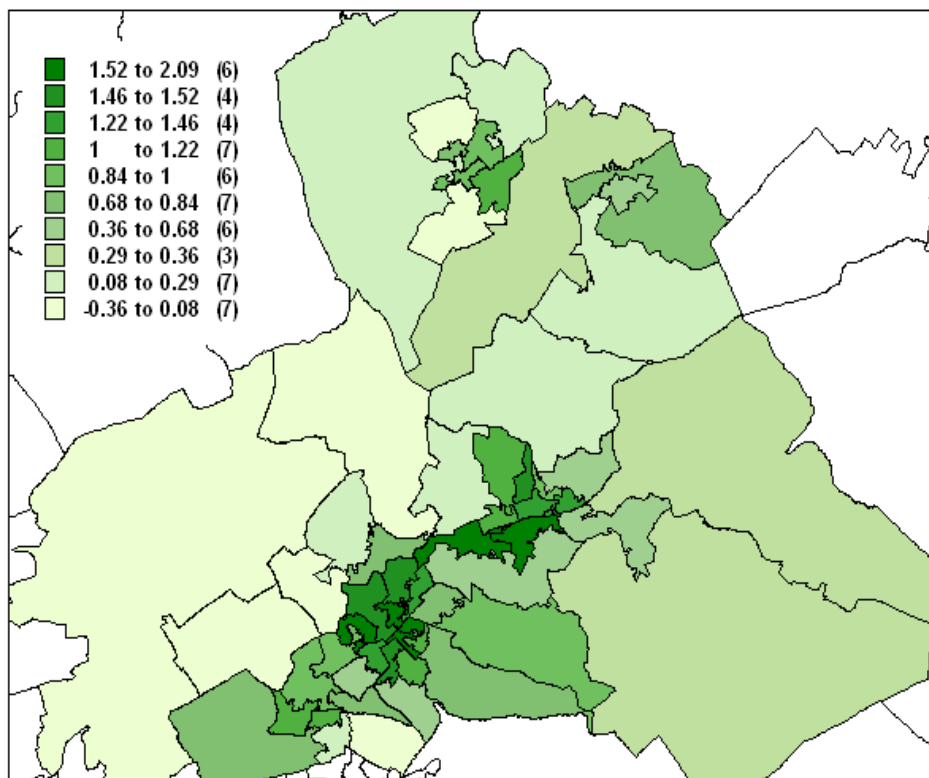 1.52 to 2.09 (6)
1.46 to 1.52 (4)
1.22 to 1.46 (4)
1 to 1.22 (7)
0.84 to 1 (6)
0.68 to 0.84 (7)
0.36 to 0.68 (6)
0.29 to 0.36 (3)
0.08 to 0.29 (7)
-0.36 to 0.08 (7)